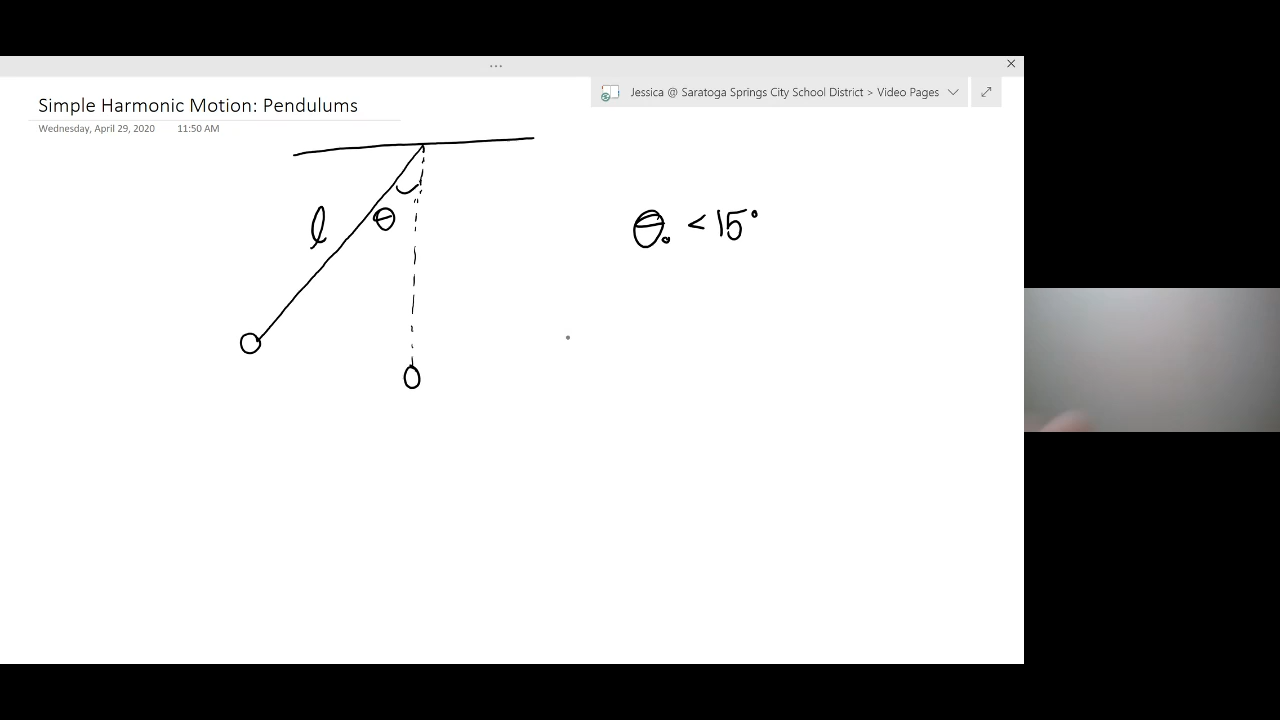 ...
Jessica @ Saratoga Springs City School District > Video Pages
Simple Harmonic Motion: Pendulums
Wednesday, April 29, 2020 11:50 AM
l
θ
θ₀ < 15°